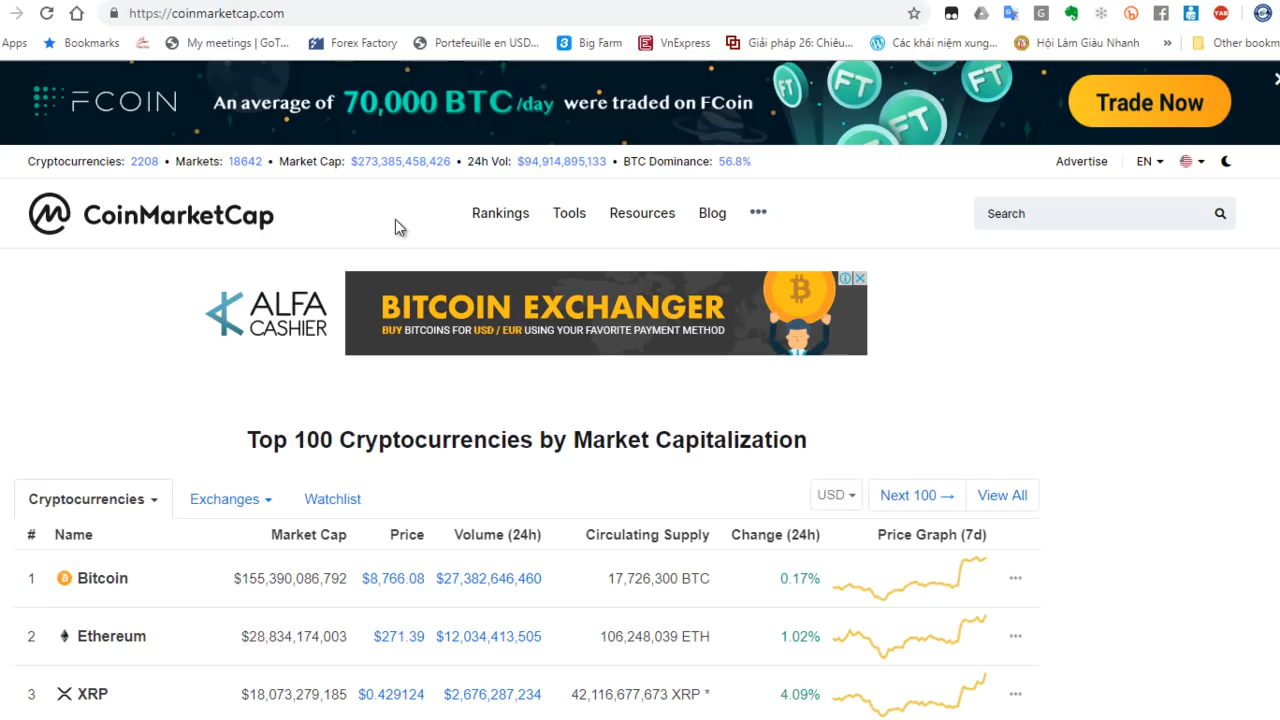 https://coinmarketcap.com
Apps Bookmarks My meetings | GoT... Forex Factory Portefeuille en USD... Big Farm VnExpress Giải pháp 26: Chiêu... Các khái niệm xung... Hội Làm Giàu Nhanh » Other bookm
FCOIN An average of 70,000 BTC/day were traded on FCoin FT FT FT Trade Now
Cryptocurrencies: 2208 • Markets: 18642 • Market Cap: $273,385,458,426 • 24h Vol: $94,914,895,133 • BTC Dominance: 56.8% Advertise EN
CoinMarketCap Rankings Tools Resources Blog ••• Search
ALFA CASHIER
BITCOIN EXCHANGER
BUY BITCOINS FOR USD / EUR USING YOUR FAVORITE PAYMENT METHOD
Top 100 Cryptocurrencies by Market Capitalization
Cryptocurrencies Exchanges Watchlist USD Next 100 → View All
# Name Market Cap Price Volume (24h) Circulating Supply Change (24h) Price Graph (7d)
1 Bitcoin $155,390,086,792 $8,766.08 $27,382,646,460 17,726,300 BTC 0.17% •••
2 Ethereum $28,834,174,003 $271.39 $12,034,413,505 106,248,039 ETH 1.02% •••
3 XRP $18,073,279,185 $0.429124 $2,676,287,234 42,116,677,673 XRP * 4.09% •••